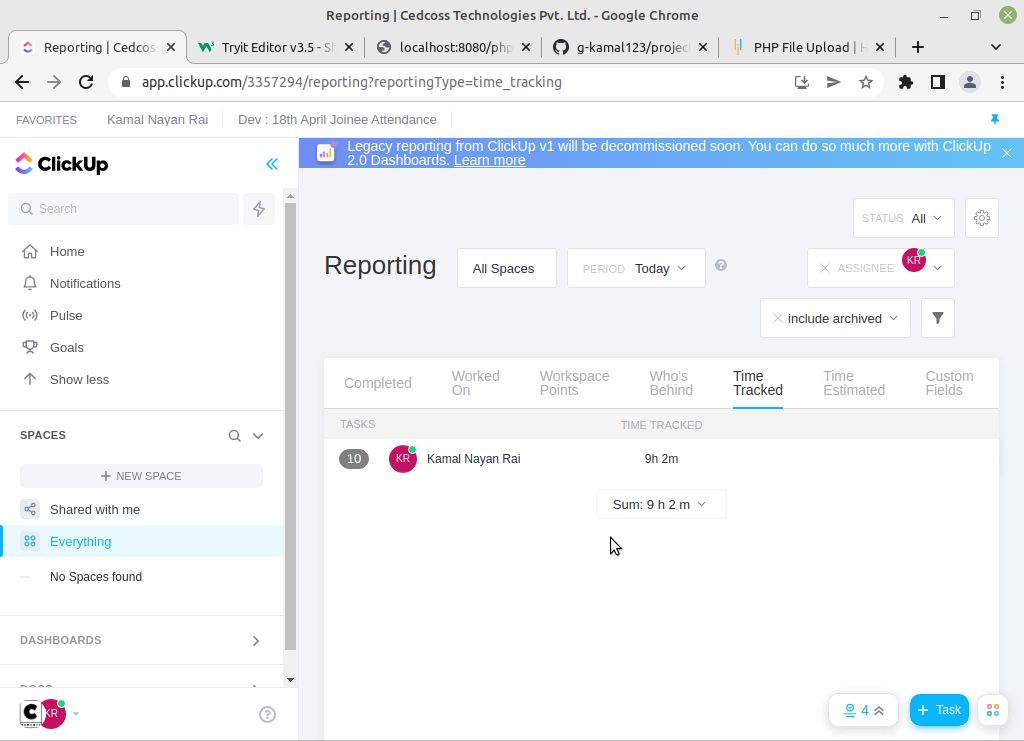 Reporting | Cedcoss Technologies Pvt. Ltd. - Google Chrome
Reporting | Cedcos
Tryit Editor v3.5 - Sh
localhost:8080/php
g-kamal123/project
PHP File Upload | H
app.clickup.com/3357294/reporting?reportingType=time_tracking
FAVORITES
Kamal Nayan Rai
Dev : 18th April Joinee Attendance
ClickUp
Legacy reporting from ClickUp v1 will be decommissioned soon. You can do so much more with ClickUp
2.0 Dashboards. Learn more
Search
Home
Notifications
Pulse
Goals
Show less
SPACES
+ NEW SPACE
Shared with me
Everything
No Spaces found
DASHBOARDS
DOCS
C KR
STATUS All
Reporting
All Spaces
PERIOD Today
?
ASSIGNEE KR
include archived
Completed
Worked
On
Workspace
Points
Who's
Behind
Time
Tracked
Time
Estimated
Custom
Fields
TASKS
TIME TRACKED
10 KR Kamal Nayan Rai 9h 2m
Sum: 9 h 2 m
?
4
+ Task